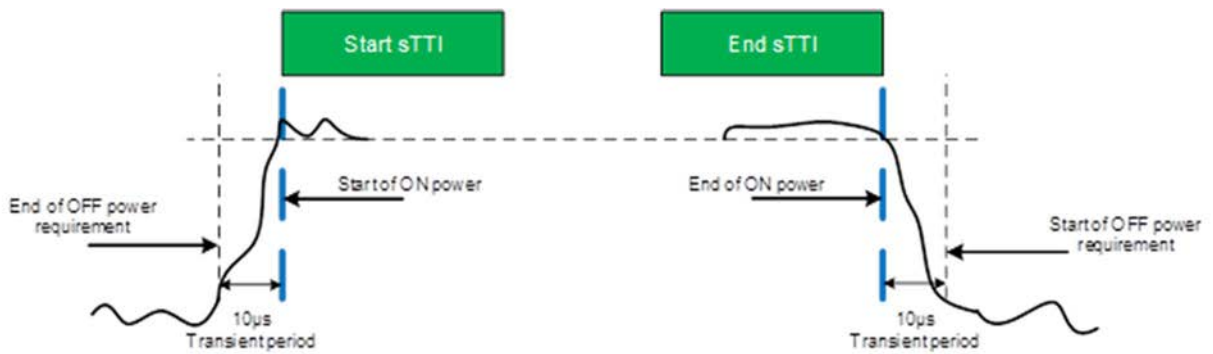 Start sTTI
End sTTI
Start of ON power
End of ON power
End of OFF power
requirement
Start of OFF power
requirement
10µs
Transient period
10µs
Transient period